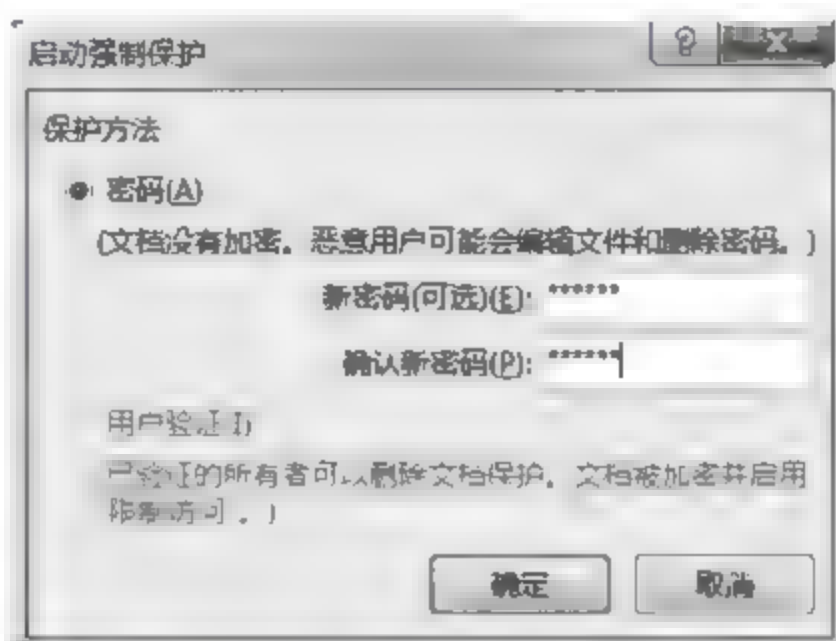 启动强制保护
保护方法
密码(A)
(文档没有加密。恶意用户可能会编辑文件和删除密码。)
新密码(可选)(E): ******
确认新密码(P): ******
用户验证
的所有者可以删除文档保护。文档被加密并启用
确定
取消